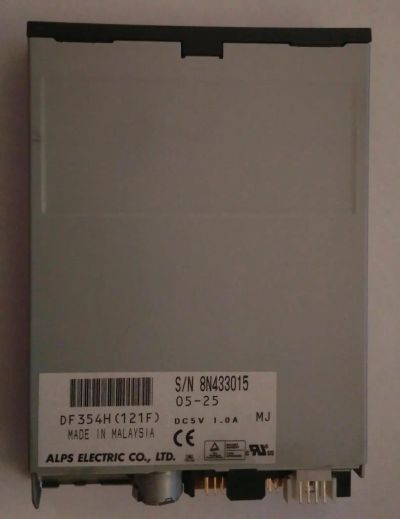 S/N 8N433015
05-25
DF354H(121F) DC5V 1.0A MJ
MADE IN MALAYSIA
CE
ALPS ELECTRIC CO., LTD.